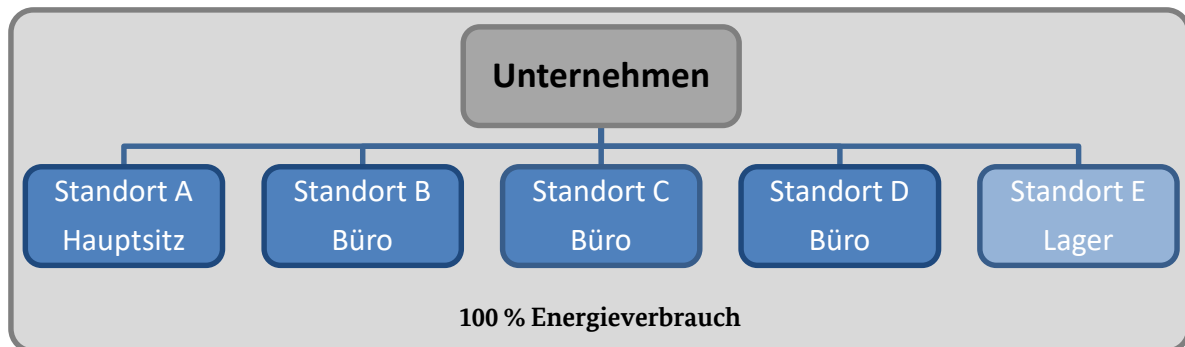 Unternehmen
Standort A
Hauptsitz
Standort B
Büro
Standort C
Büro
Standort D
Büro
Standort E
Lager
100 % Energieverbrauch